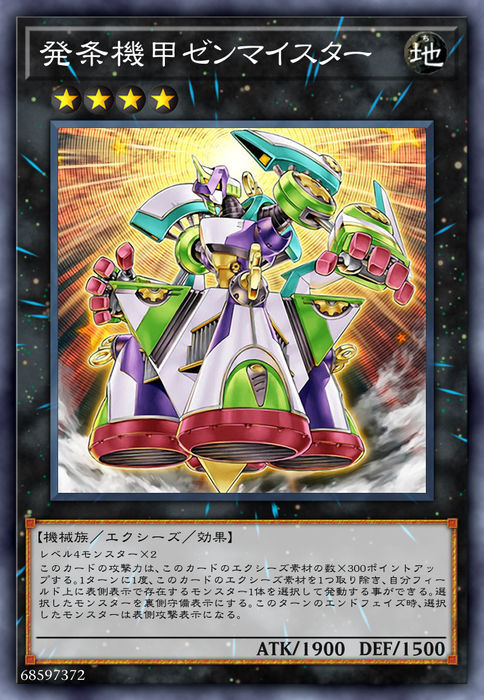 発条機甲ゼンマイスター
地
ち
【機械族／エクシーズ／効果】
レベル4モンスター×2
このカードの攻撃力は、このカードのエクシーズ素材の数×300ポイントアッ
プする。1ターンに1度、このカードのエクシーズ素材を1つ取り除き、自分フィー
ルド上に表側表示で存在するモンスター1体を選択して発動する事ができる。選
択したモンスターを裏側守備表示にする。このターンのエンドフェイズ時、選択
したモンスターは表側攻撃表示になる。
ATK/1900 DEF/1500
68597372